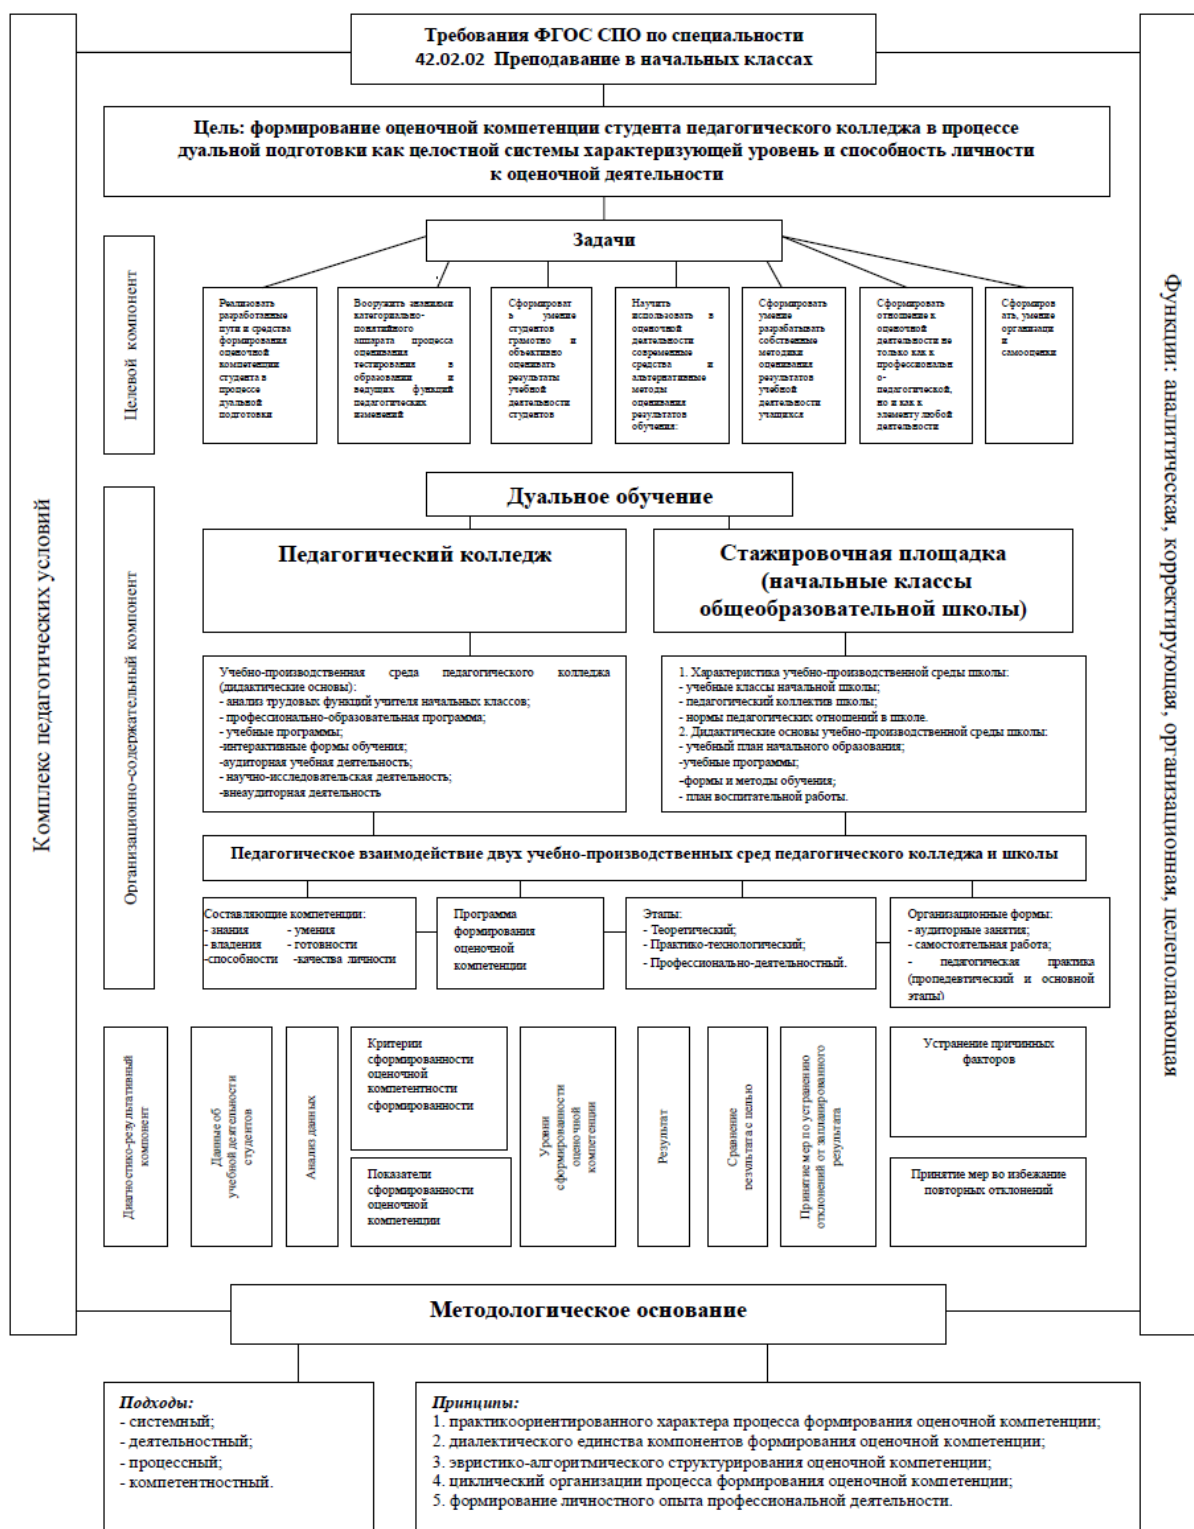 Требования ФГОС СПО по специальности
42.02.02 Преподавание в начальных классах
Цель: формирование оценочной компетенции студента педагогического колледжа в процессе
дуальной подготовки как целостной системы характеризующей уровень и способность личности
к оценочной деятельности
Задачи
Целевой компонент
Реализовать
разработанные
пути и средства
формирования
оценочной
компетенции
студента в
процессе
дуальной
подготовки
Вооружить знаниями
категориально-
понятийного
аппарата процесса
оценивания
тестирования в
образовании и
ведущих функций
педагогических
изменений
Сформироват
ь умение
студентов
грамотно и
объективно
оценивать
результаты
учебной
деятельности
студентов
Научить
использовать в
оценочной
деятельности
современные
средства и
альтернативные
методы
оценивания
результатов
обучения:
Сформировать
умение
разрабатывать
собственные
методики
оценивания
результатов
учебной
деятельности
учащихся
Сформировать
отношение к
оценочной
деятельности не
только как к
профессиональн
о-
педагогической,
но и как к
элементу любой
деятельности
Сформиров
ать, умение
организаци
и
самооценки
Комплекс педагогических условий
Функции: аналитическая, корректирующая, организационная, целеполагающая
Организационно-содержательный компонент
Дуальное обучение
Педагогический колледж
Стажировочная площадка
(начальные классы
общеобразовательной школы)
Учебно-производственная среда педагогического колледжа
(дидактические основы):
- анализ трудовых функций учителя начальных классов;
- профессионально-образовательная программа;
- учебные программы;
-интерактивные формы обучения;
-аудиторная учебная деятельность;
- научно-исследовательская деятельность;
-внеаудиторная деятельность
1. Характеристика учебно-производственной среды школы:
- учебные классы начальной школы;
- педагогический коллектив школы;
- нормы педагогических отношений в школе.
2. Дидактические основы учебно-производственной среды школы:
- учебный план начального образования;
-учебные программы;
-формы и методы обучения;
- план воспитательной работы.
Педагогическое взаимодействие двух учебно-производственных сред педагогического колледжа и школы
Составляющие компетенции:
- знания - умения
- владения - готовности
-способности -качества личности
Программа
формирования
оценочной
компетенции
Этапы:
- Теоретический;
- Практико-технологический;
- Профессионально-деятельностный.
Организационные формы:
- аудиторные занятия;
- самостоятельная работа;
- педагогическая практика
(пропедевтический и основной
этапы)
Диагностико-результативный
компонент
Данные об
учебной деятельности
студентов
Анализ данных
Критерии
сформированности
оценочной
компетентности
сформированности
Показатели
сформированности
оценочной
компетенции
Уровни
сформированности
оценочной
компетенции
Результат
Сравнение
результата с целью
Принятие мер по устранению
отклонений от запланированного
результата
Устранение причинных
факторов
Принятие мер во избежание
повторных отклонений
Методологическое основание
Подходы:
- системный;
- деятельностный;
- процессный;
- компетентностный.
Принципы:
1. практикоориентированного характера процесса формирования оценочной компетенции;
2. диалектического единства компонентов формирования оценочной компетенции;
3. эвристико-алгоритмического структурирования оценочной компетенции;
4. циклический организации процесса формирования оценочной компетенции;
5. формирование личностного опыта профессиональной деятельности.